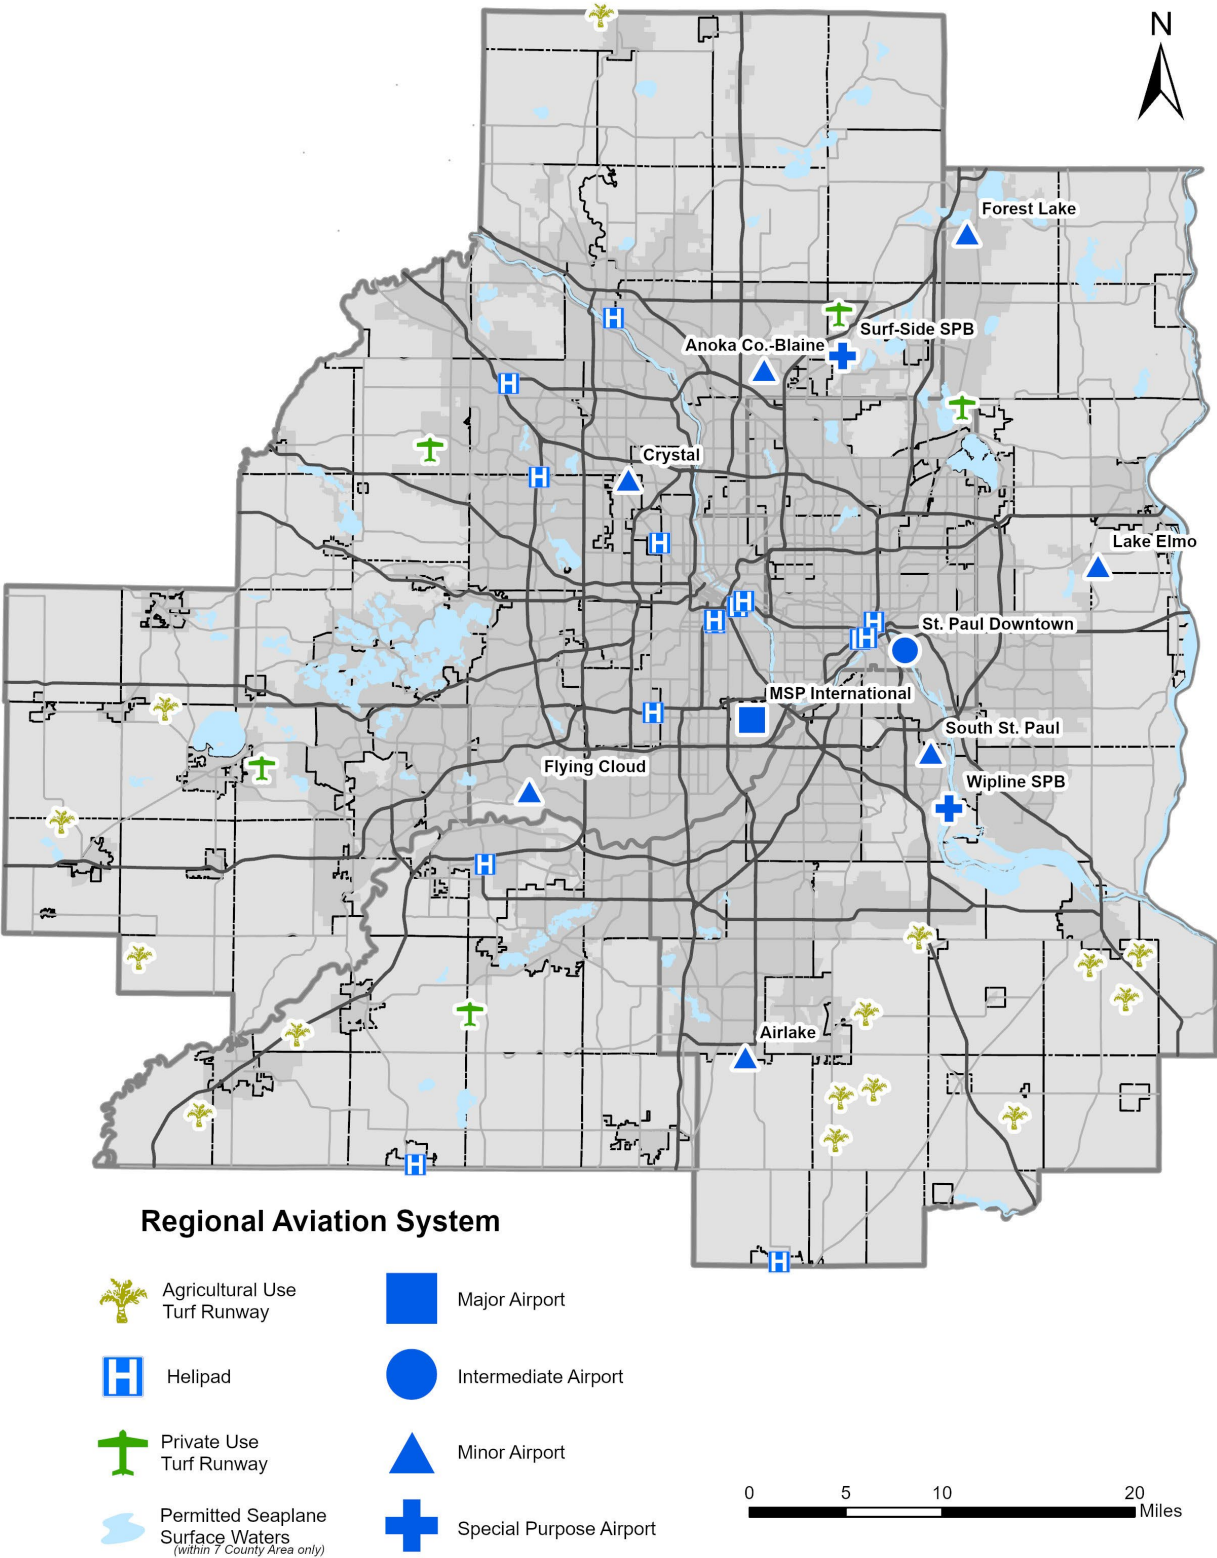 N
Forest Lake
Surf-Side SPB
Anoka Co.-Blaine
H
H
Crystal
H
H
Lake Elmo
H
H
H
St. Paul Downtown
H
MSP International
H
South St. Paul
Flying Cloud
Wipline SPB
H
Airlake
H
Regional Aviation System
H
Agricultural Use
Turf Runway
Major Airport
H
Helipad
Intermediate Airport
Private Use
Turf Runway
Minor Airport
0 5 10 20
Miles
Permitted Seaplane
Surface Waters
(within 7 County Area only)
Special Purpose Airport